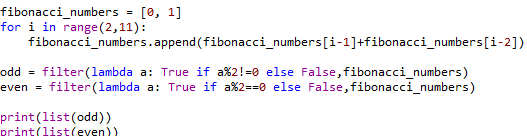 fibonacci_numbers = [0, 1]
for i in range(2,11):
    fibonacci_numbers.append(fibonacci_numbers[i-1]+fibonacci_numbers[i-2])
odd = filter(lambda a: True if a%2!=0 else False,fibonacci_numbers)
even = filter(lambda a: True if a%2==0 else False,fibonacci_numbers)
print(list(odd))
print(list(even))